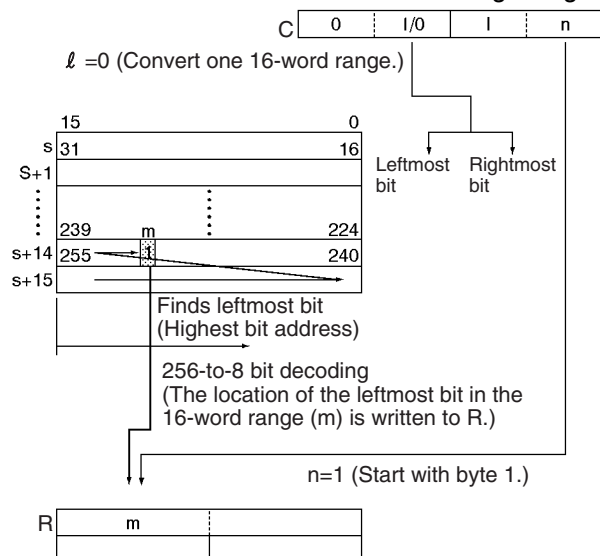 C 0 1/0 l n
ℓ =0 (Convert one 16-word range.)
15 0
s 31 16
S+1
Leftmost bit
Rightmost bit
239 m 224
s+14 255 1 240
s+15
Finds leftmost bit
(Highest bit address)
256-to-8 bit decoding
(The location of the leftmost bit in the
16-word range (m) is written to R.)
n=1 (Start with byte 1.)
R m